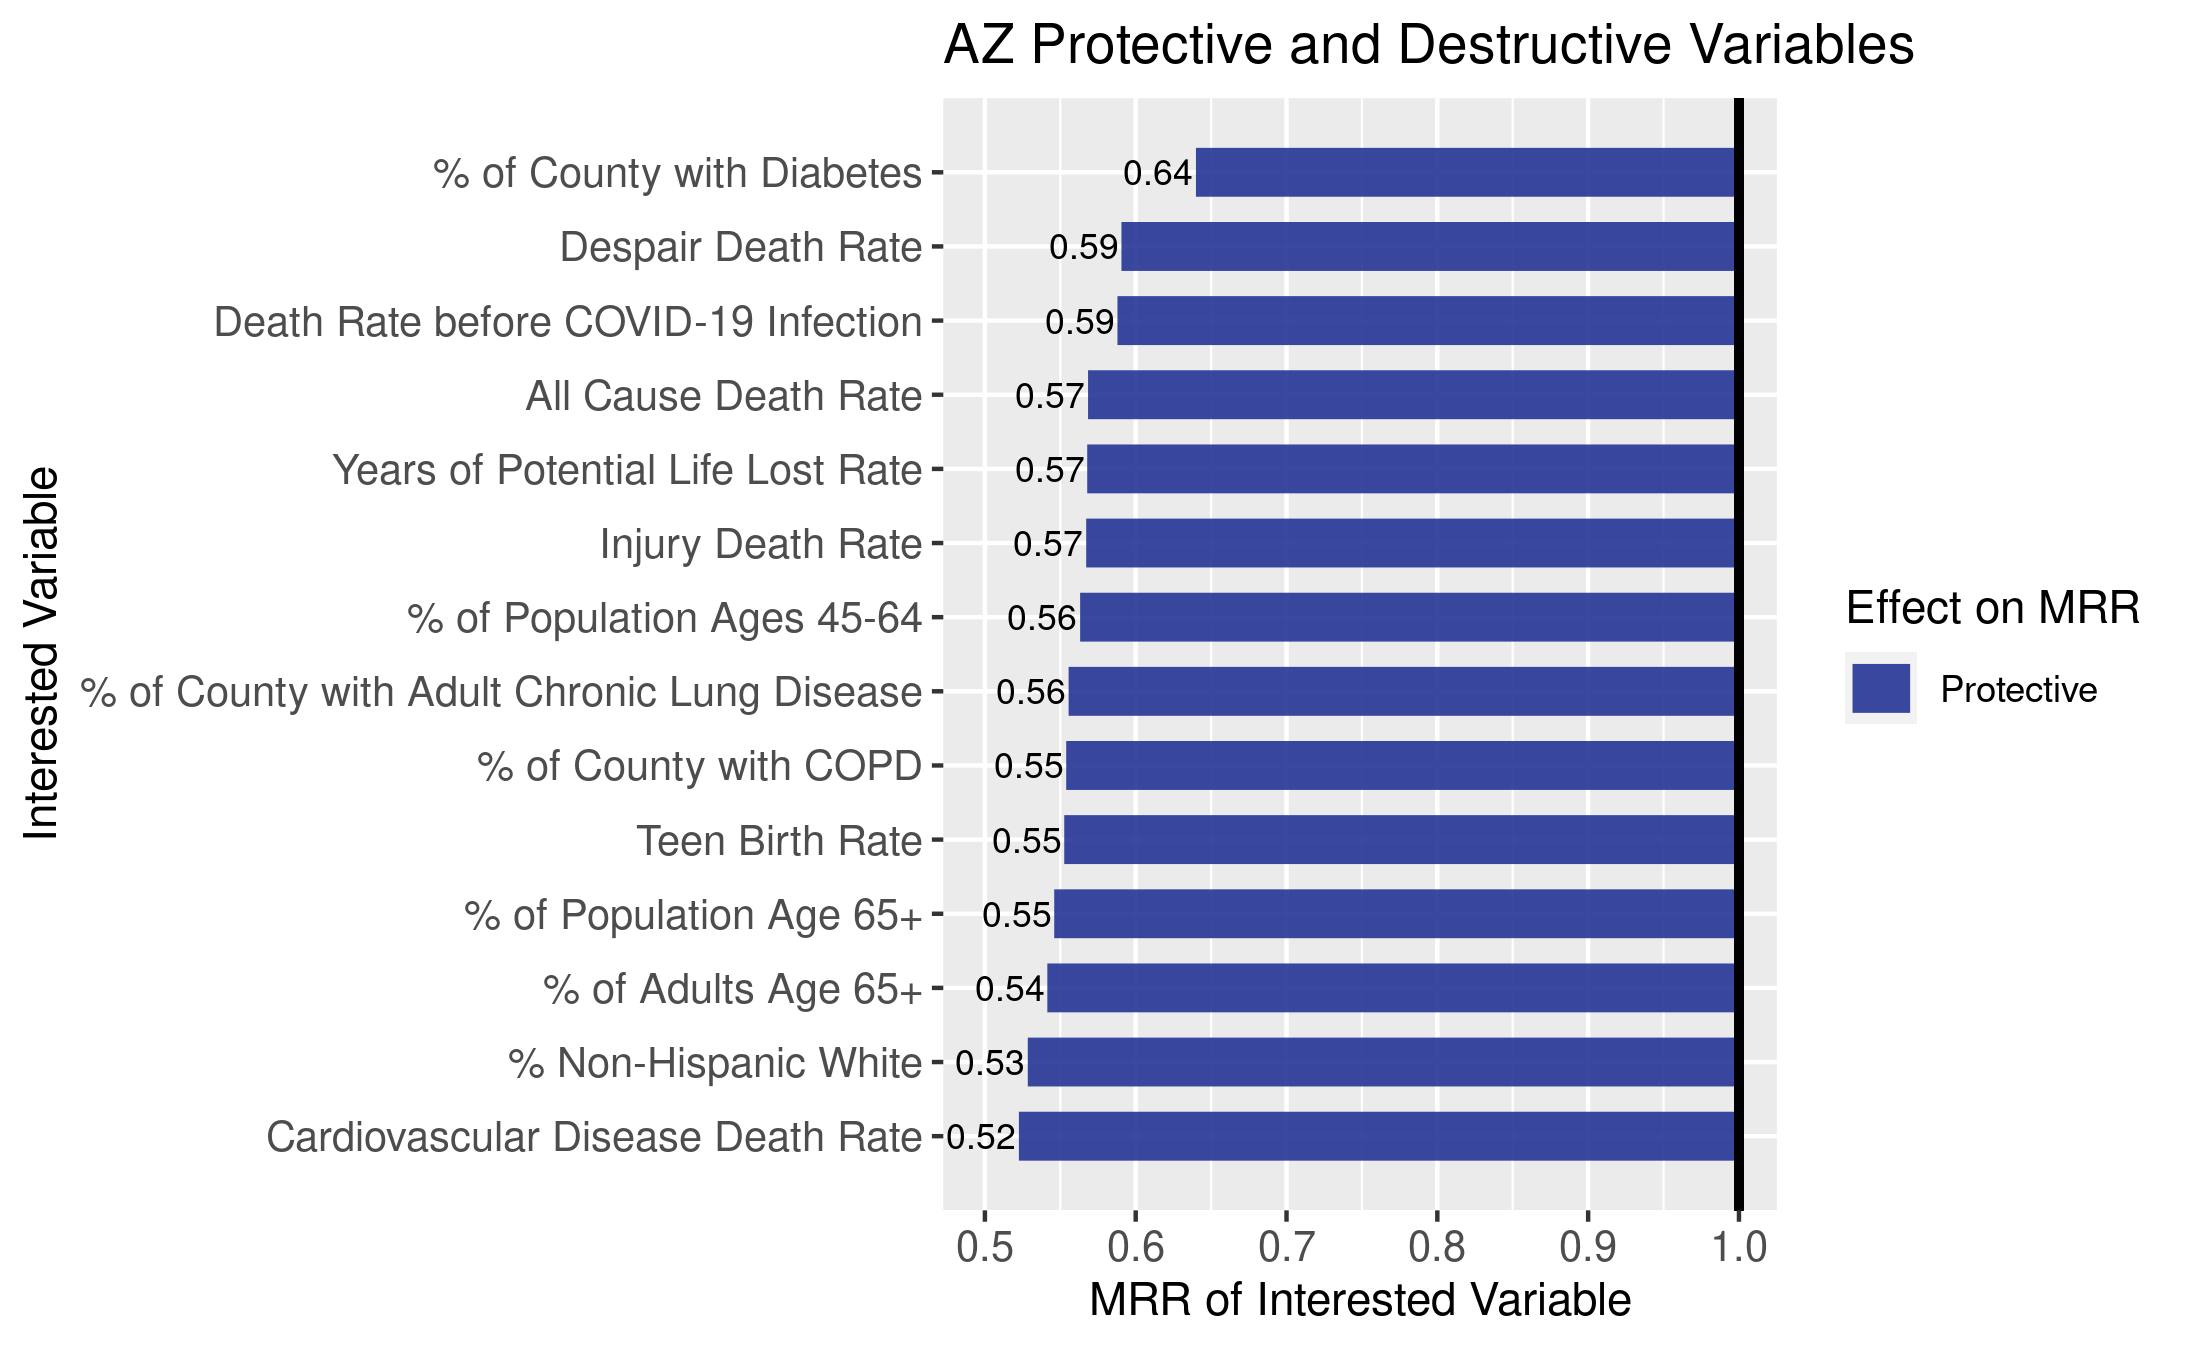 AZ Protective and Destructive Variables
Interested Variable
% of County with Diabetes
0.64
Despair Death Rate
0.59
Death Rate before COVID-19 Infection
0.59
All Cause Death Rate
0.57
Years of Potential Life Lost Rate
0.57
Injury Death Rate
0.57
% of Population Ages 45-64
0.56
% of County with Adult Chronic Lung Disease
0.56
% of County with COPD
0.55
Teen Birth Rate
0.55
% of Population Age 65+
0.55
% of Adults Age 65+
0.54
% Non-Hispanic White
0.53
Cardiovascular Disease Death Rate
0.52
0.5 0.6 0.7 0.8 0.9 1.0
MRR of Interested Variable
Effect on MRR
Protective